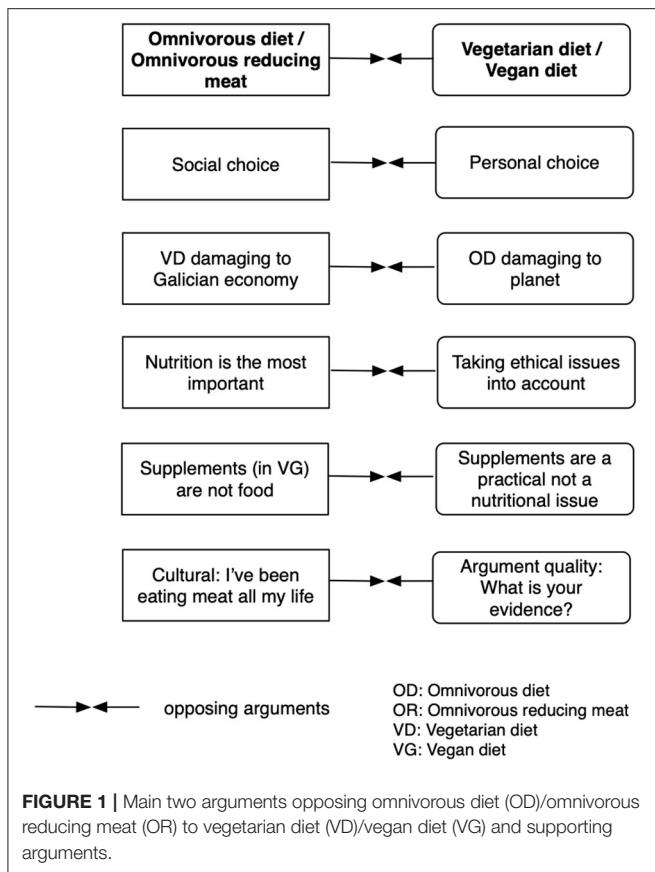 Omnivorous diet /
Omnivorous reducing
meat
Vegetarian diet /
Vegan diet
Social choice
Personal choice
VD damaging to
Galician economy
OD damaging to
planet
Nutrition is the most
important
Taking ethical issues
into account
Supplements (in VG)
are not food
Supplements are a
practical not a
nutritional issue
Cultural: I've been
eating meat all my life
Argument quality:
What is your
evidence?
opposing arguments
OD: Omnivorous diet
OR: Omnivorous reducing meat
VD: Vegetarian diet
VG: Vegan diet
FIGURE 1 | Main two arguments opposing omnivorous diet (OD)/omnivorous
reducing meat (OR) to vegetarian diet (VD)/vegan diet (VG) and supporting
arguments.